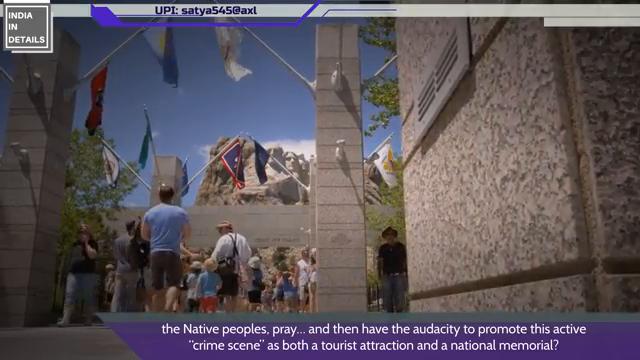 INDIA
IN
DETAILS
UPI: satya545@axl
the Native peoples, pray... and then have the audacity to promote this active
“crime scene” as both a tourist attraction and a national memorial?